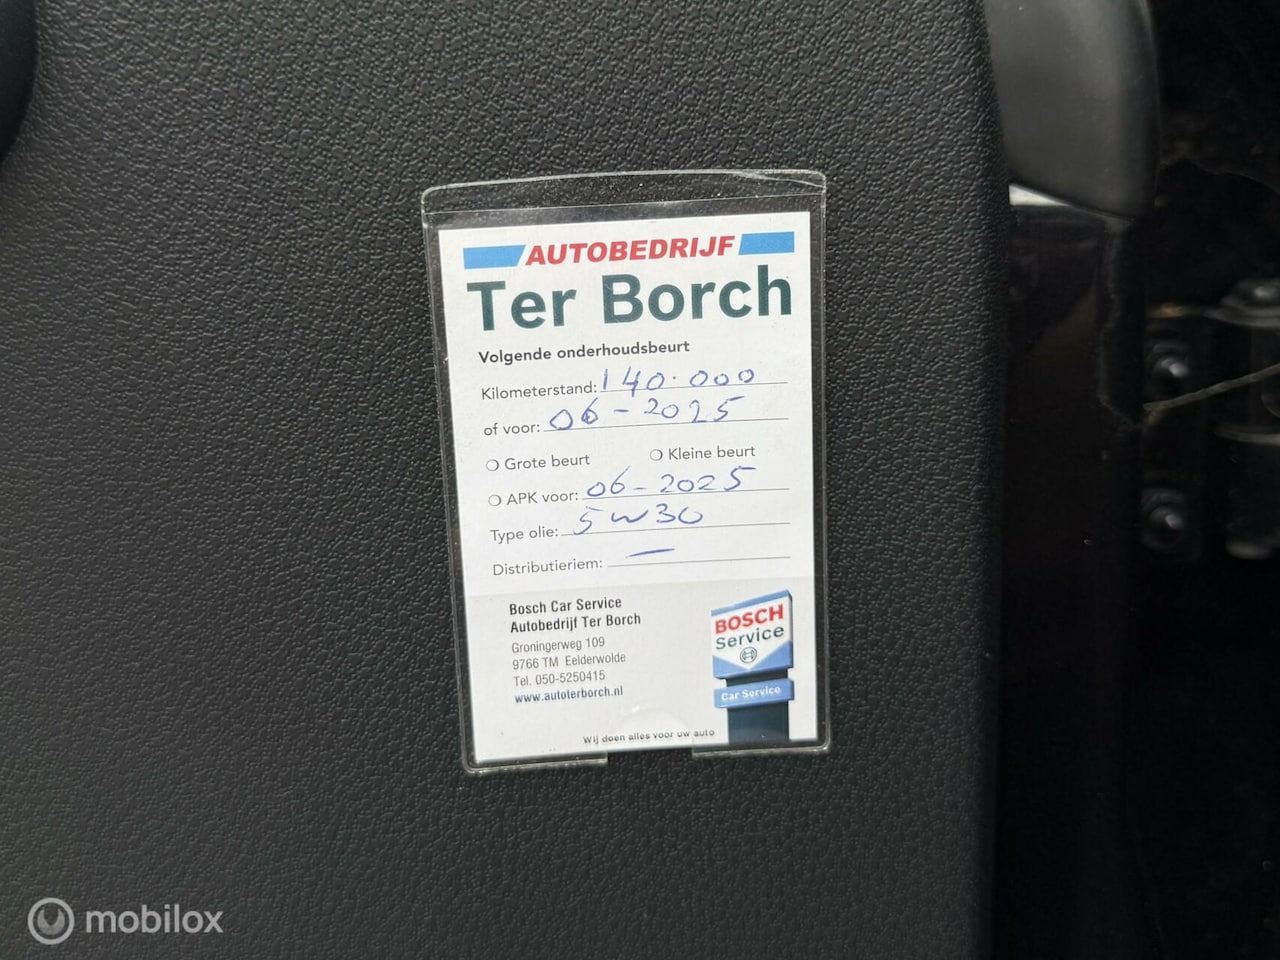 AUTOBEDRIJF
Ter Borch
Volgende onderhoudsbeurt
Kilometerstand: 140.000
of voor: 06-2025
Grote beurt Kleine beurt
APK voor: 06-2025
Type olie: 5W30
Distributieriem: —
Bosch Car Service
Autobedrijf Ter Borch
Groningerweg 109
9766 TM Eelderwolde
Tel. 050-5250415
www.autoterborch.nl
BOSCH
Service
Car Service
Wij doen alles voor uw auto
mobilox